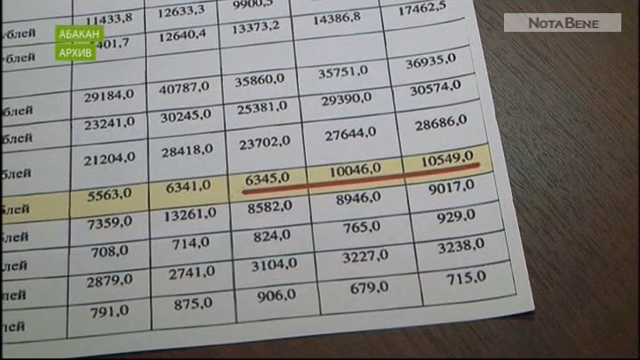 NOTABENE
АБАКАН
АРХИВ
11433,8 12633,3 14386,8 17462,5
ублей 12640,4 13373,2
блей
ублей 29184,0 40787,0 35860,0 35751,0 36935,0
блей 23241,0 30245,0 25381,0 29390,0 30574,0
блей 21204,0 28418,0 23702,0 27644,0 28686,0
блей 5563,0 6341,0 6345,0 10046,0 10549,0
блей 7359,0 13261,0 8582,0 8946,0 9017,0
лей 708,0 714,0 824,0 765,0 929,0
лей 2879,0 2741,0 3104,0 3227,0 3238,0
лей 791,0 875,0 906,0 679,0 715,0